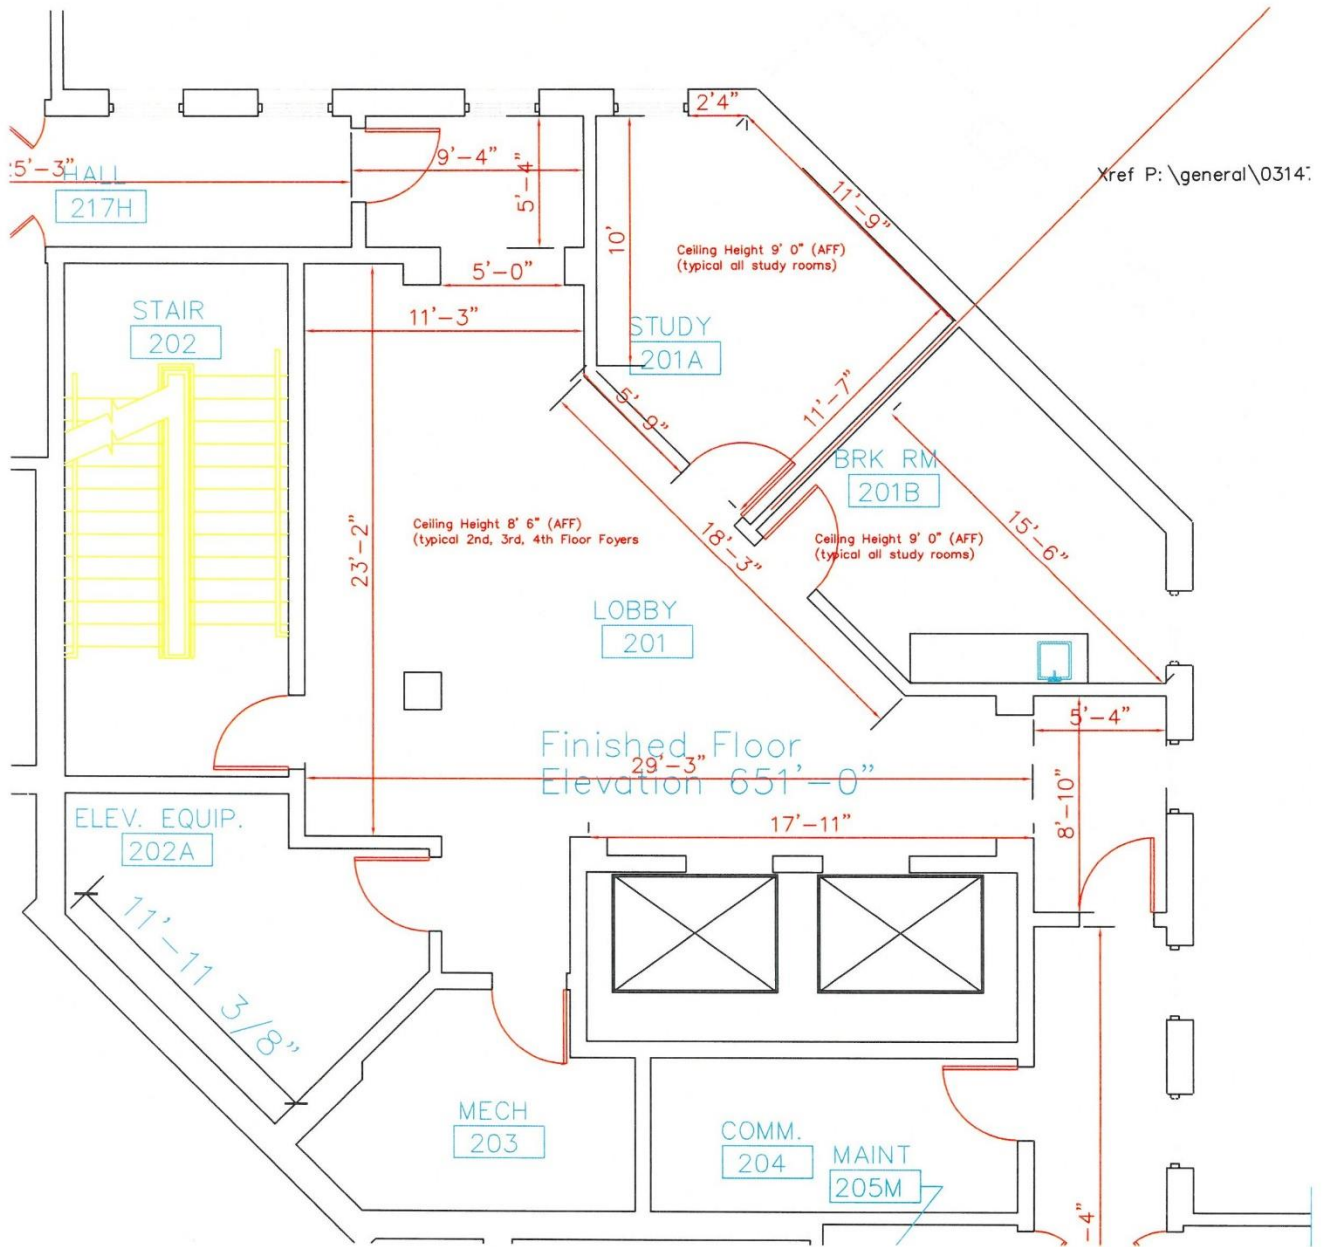 2'4"
9'-4"
5'-4"
HALL
217H
10'
11'-9"
Xref P:\general\03147
Ceiling Height 9' 0" (AFF)
(typical all study rooms)
5'-0"
11'-3"
STAIR
202
STUDY
201A
5'-9"
11'-7"
BRK RM
201B
15'-6"
23'-2"
Ceiling Height 8' 6" (AFF)
(typical 2nd, 3rd, 4th Floor Foyers
18'-3"
Ceiling Height 9' 0" (AFF)
(typical all study rooms)
LOBBY
201
5'-4"
Finished Floor
29'-3"
Elevation 651'-0"
8'-10"
17'-11"
ELEV. EQUIP.
202A
11'-11 3/8"
MECH
203
COMM.
204
MAINT
205M
-4"